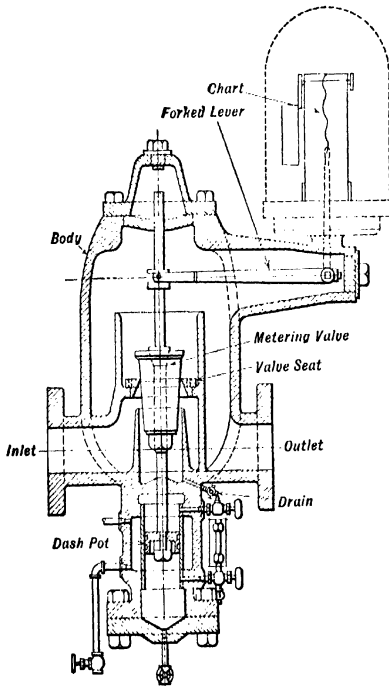 Chart
Forked Lever
Body
Metering Valve
Valve Seat
Inlet
Outlet
Drain
Dash Pot